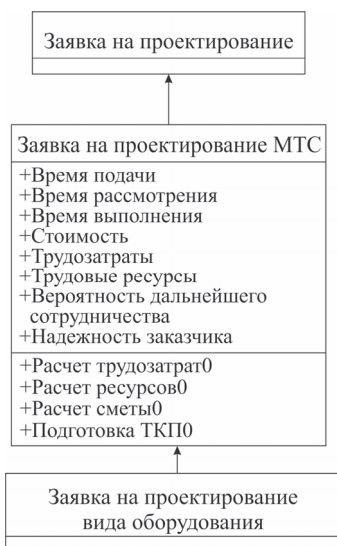 Заявка на проектирование
Заявка на проектирование МТС
+Время подачи
+Время рассмотрения
+Время выполнения
+Стоимость
+Трудозатраты
+Трудовые ресурсы
+Вероятность дальнейшего
сотрудничества
+Надежность заказчика
+Расчет трудозатрат0
+Расчет ресурсов0
+Расчет сметы0
+Подготовка ТКП0
Заявка на проектирование
вида оборудования